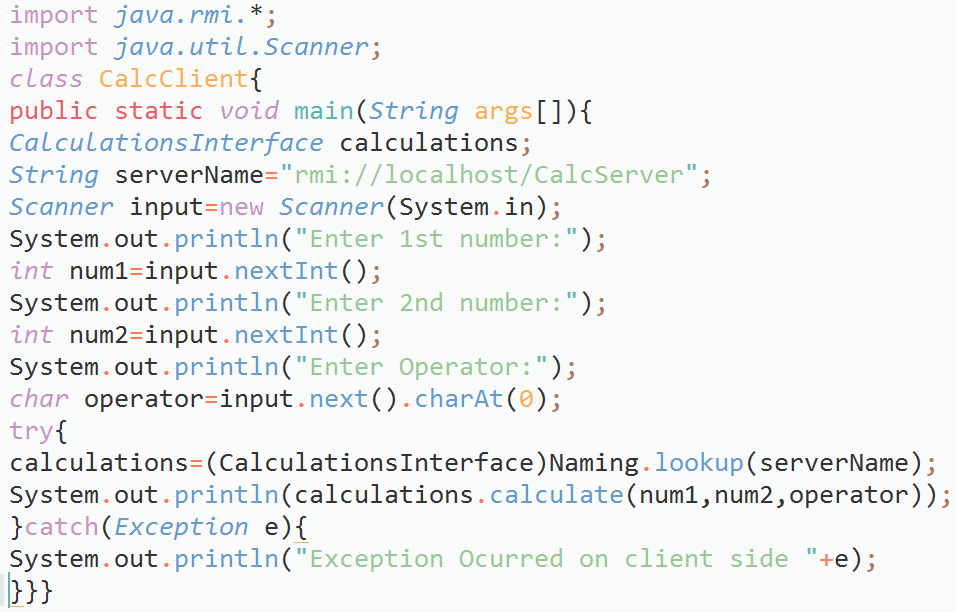 import java.rmi.*;
import java.util.Scanner;
class CalcClient{
public static void main(String args[]){
CalculationsInterface calculations;
String serverName="rmi://localhost/CalcServer";
Scanner input=new Scanner(System.in);
System.out.println("Enter 1st number:");
int num1=input.nextInt();
System.out.println("Enter 2nd number:");
int num2=input.nextInt();
System.out.println("Enter Operator:");
char operator=input.next().charAt(0);
try{
calculations=(CalculationsInterface)Naming.lookup(serverName);
System.out.println(calculations.calculate(num1,num2,operator));
}catch(Exception e){
System.out.println("Exception Ocurred on client side "+e);
}}}